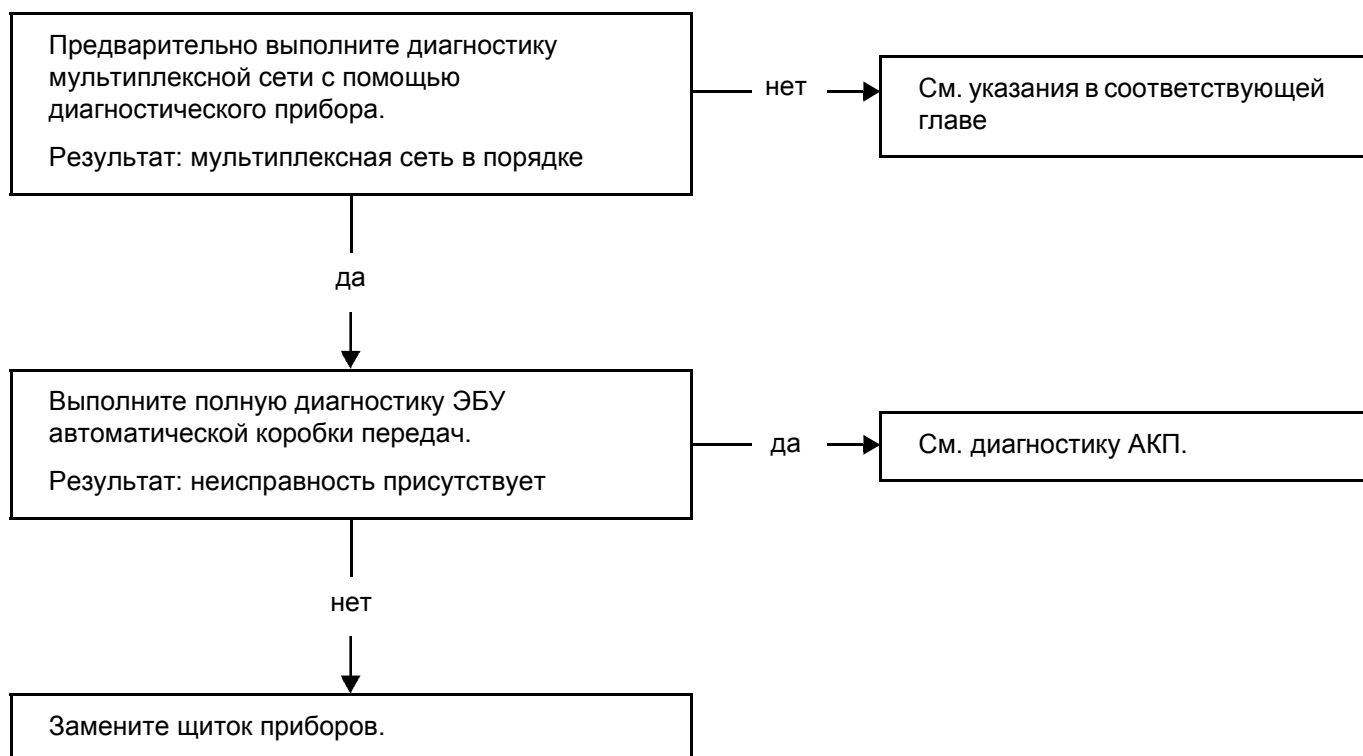 Предварительно выполните диагностику
мультиплексной сети с помощью
диагностического прибора.
Результат: мультиплексная сеть в порядке
нет
См. указания в соответствующей
главе
да
Выполните полную диагностику ЭБУ
автоматической коробки передач.
Результат: неисправность присутствует
да
См. диагностику АКП.
нет
Замените щиток приборов.